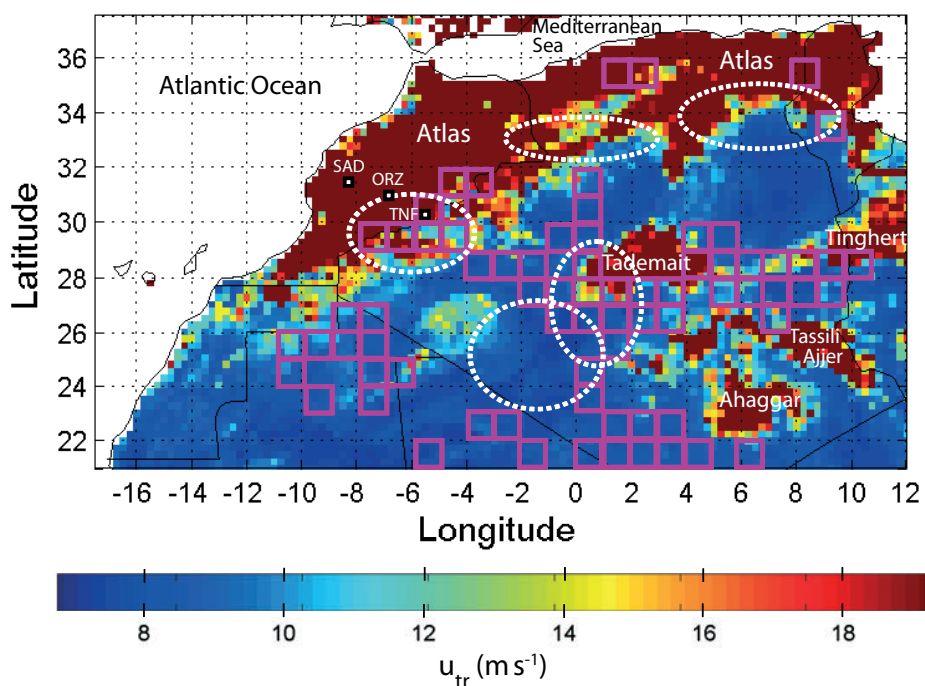 Mediterranean
Sea
Atlantic Ocean
Atlas
Atlas
SAD
ORZ
TNF
Tinghert
Tademait
Tassili
Ajjer
Ahaggar
Latitude
36
34
32
30
28
26
24
22
-16 -14 -12 -10 -8 -6 -4 -2 0 2 4 6 8 10 12
Longitude
8 10 12 14 16 18
u_tr (m s⁻¹)